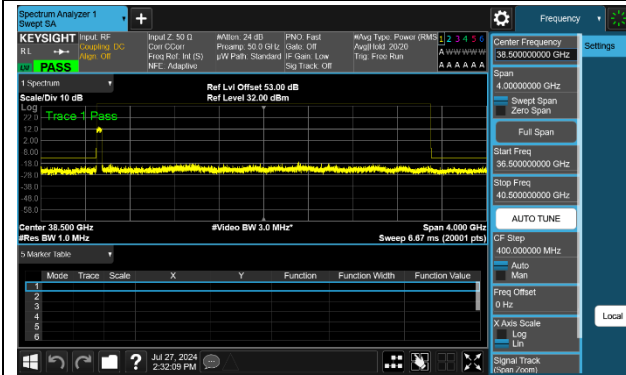 Spectrum Analyzer 1
Swept SA
Frequency
KEYSIGHT
RL
PASS
Input: RF
Coupling: DC
Align: Off
Input Z: 50 Ω
Corr CCorr
Freq Ref: Int (S)
NFE: Adaptive
#Atten: 24 dB
Preamp: 50.0 GHz
µW Path: Standard
PNO: Fast
Gate: Off
IF Gain: Low
Sig Track: Off
#Avg Type: Power (RMS
Avg|Hold: 20/20
Trig: Free Run
1 2 3 4 5 6
A W W W W W
A A A A A A
1 Spectrum
Scale/Div 10 dB
Ref Lvl Offset 53.00 dB
Ref Level 32.00 dBm
Log
Trace 1 Pass
22.0
12.0
2.00
-8.00
-18.0
-28.0
-38.0
-48.0
-58.0
Center 38.500 GHz
#Video BW 3.0 MHz*
Span 4.000 GHz
#Res BW 1.0 MHz
Sweep 6.67 ms (20001 pts)
5 Marker Table
Mode Trace Scale X Y Function Function Width Function Value
1
2
3
4
5
6
Jul 27, 2024
2:32:09 PM
Center Frequency
38.500000000 GHz
Settings
Span
4.00000000 GHz
Swept Span
Zero Span
Full Span
Start Freq
36.500000000 GHz
Stop Freq
40.500000000 GHz
AUTO TUNE
CF Step
400.000000 MHz
Auto
Man
Freq Offset
0 Hz
X Axis Scale
Log
Lin
Local
Signal Track
(Span Zoom)